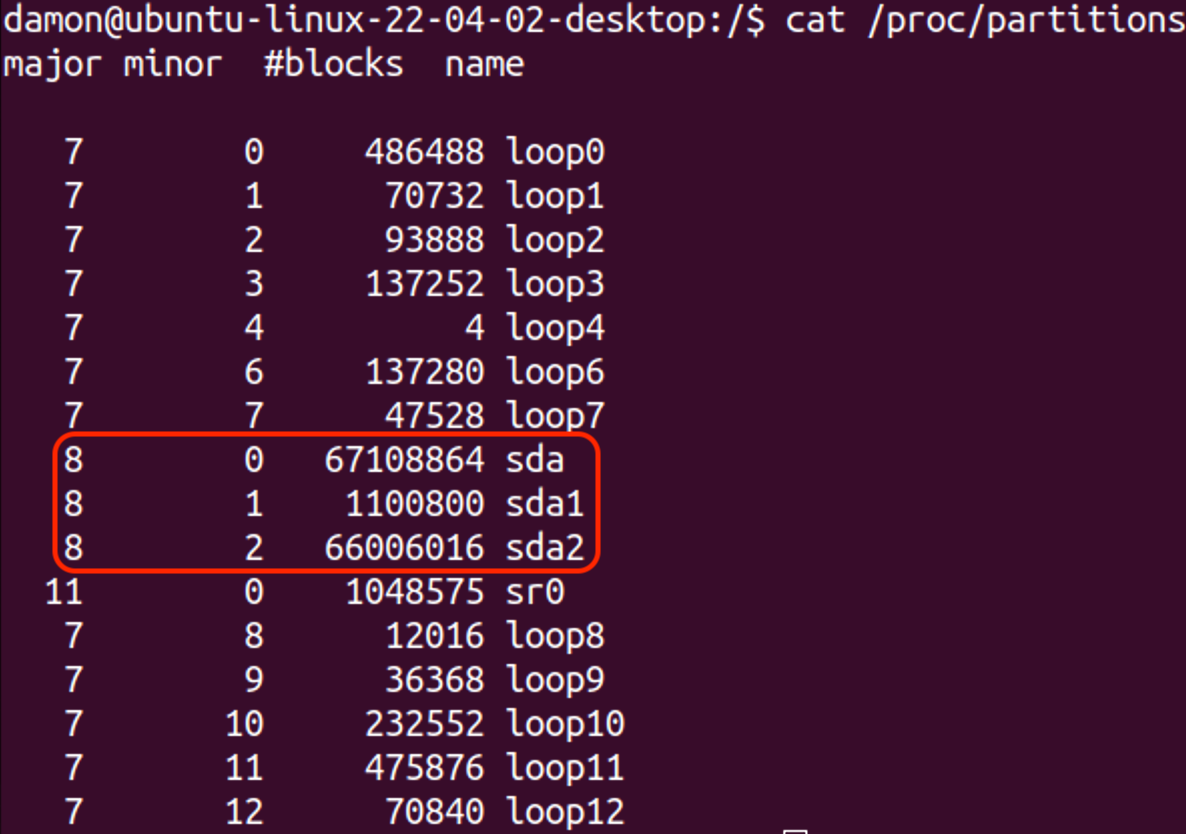 damon@ubuntu-linux-22-04-02-desktop:/$ cat /proc/partitions
major minor  #blocks  name
7        0     486488 loop0
7        1      70732 loop1
7        2      93888 loop2
7        3     137252 loop3
7        4          4 loop4
7        6     137280 loop6
7        7      47528 loop7
8        0   67108864 sda
8        1    1100800 sda1
8        2   66006016 sda2
11        0    1048575 sr0
7        8      12016 loop8
7        9      36368 loop9
7       10     232552 loop10
7       11     475876 loop11
7       12      70840 loop12